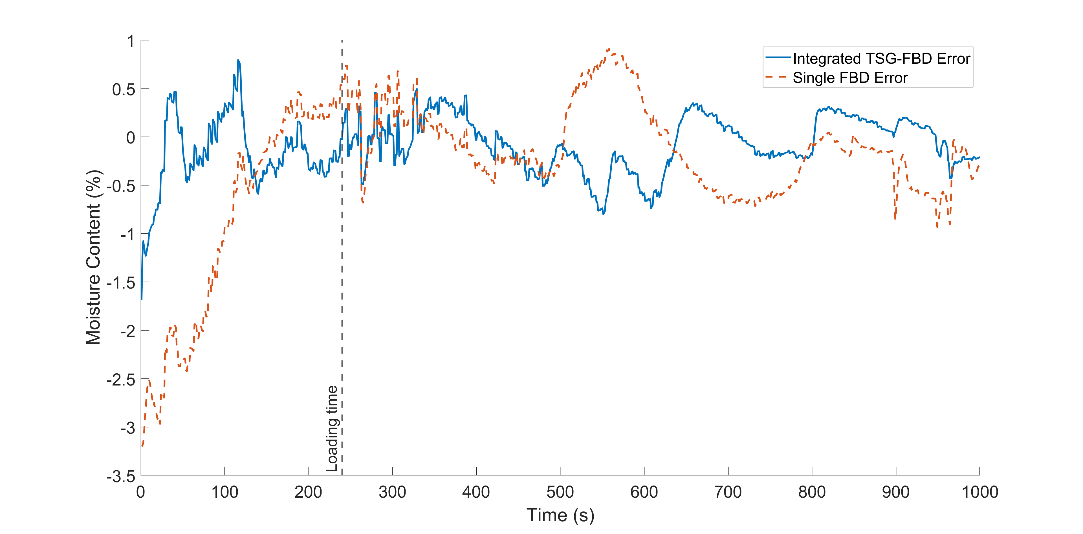 Integrated TSG-FBD Error
Single FBD Error
Moisture Content (%)
1
0.5
0
-0.5
-1
-1.5
-2
-2.5
-3
-3.5
Loading time
0 100 200 300 400 500 600 700 800 900 1000
Time (s)